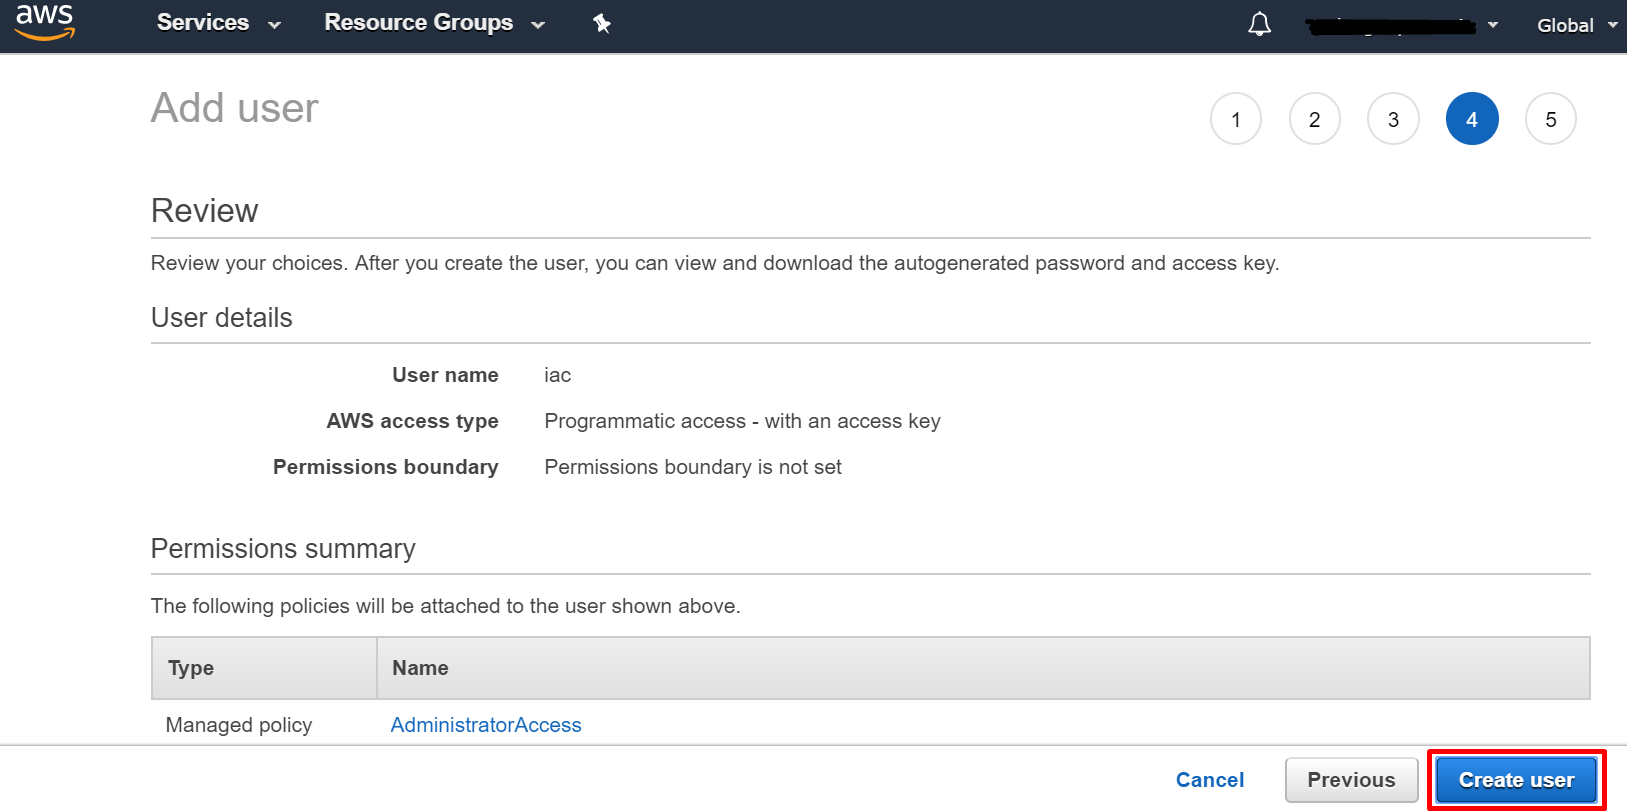 aws Services Resource Groups Global
Add user
1 2 3 4 5
Review
Review your choices. After you create the user, you can view and download the autogenerated password and access key.
User details
User name iac
AWS access type Programmatic access - with an access key
Permissions boundary Permissions boundary is not set
Permissions summary
The following policies will be attached to the user shown above.
Type Name
Managed policy AdministratorAccess
Cancel Previous Create user